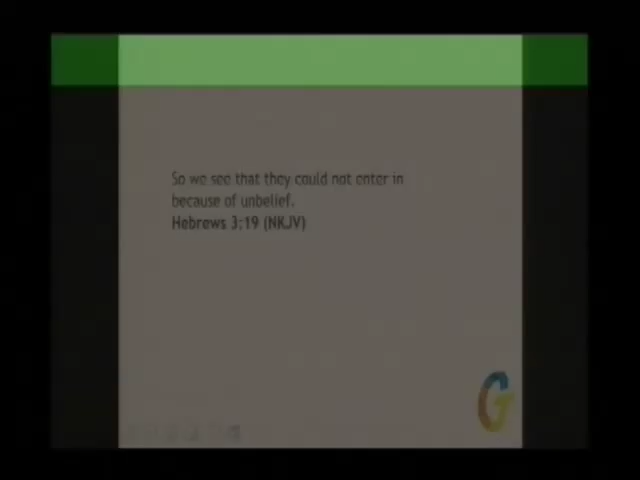 So we see that they could not enter in
because of unbelief.
Hebrews 3:19 (NKJV)
G